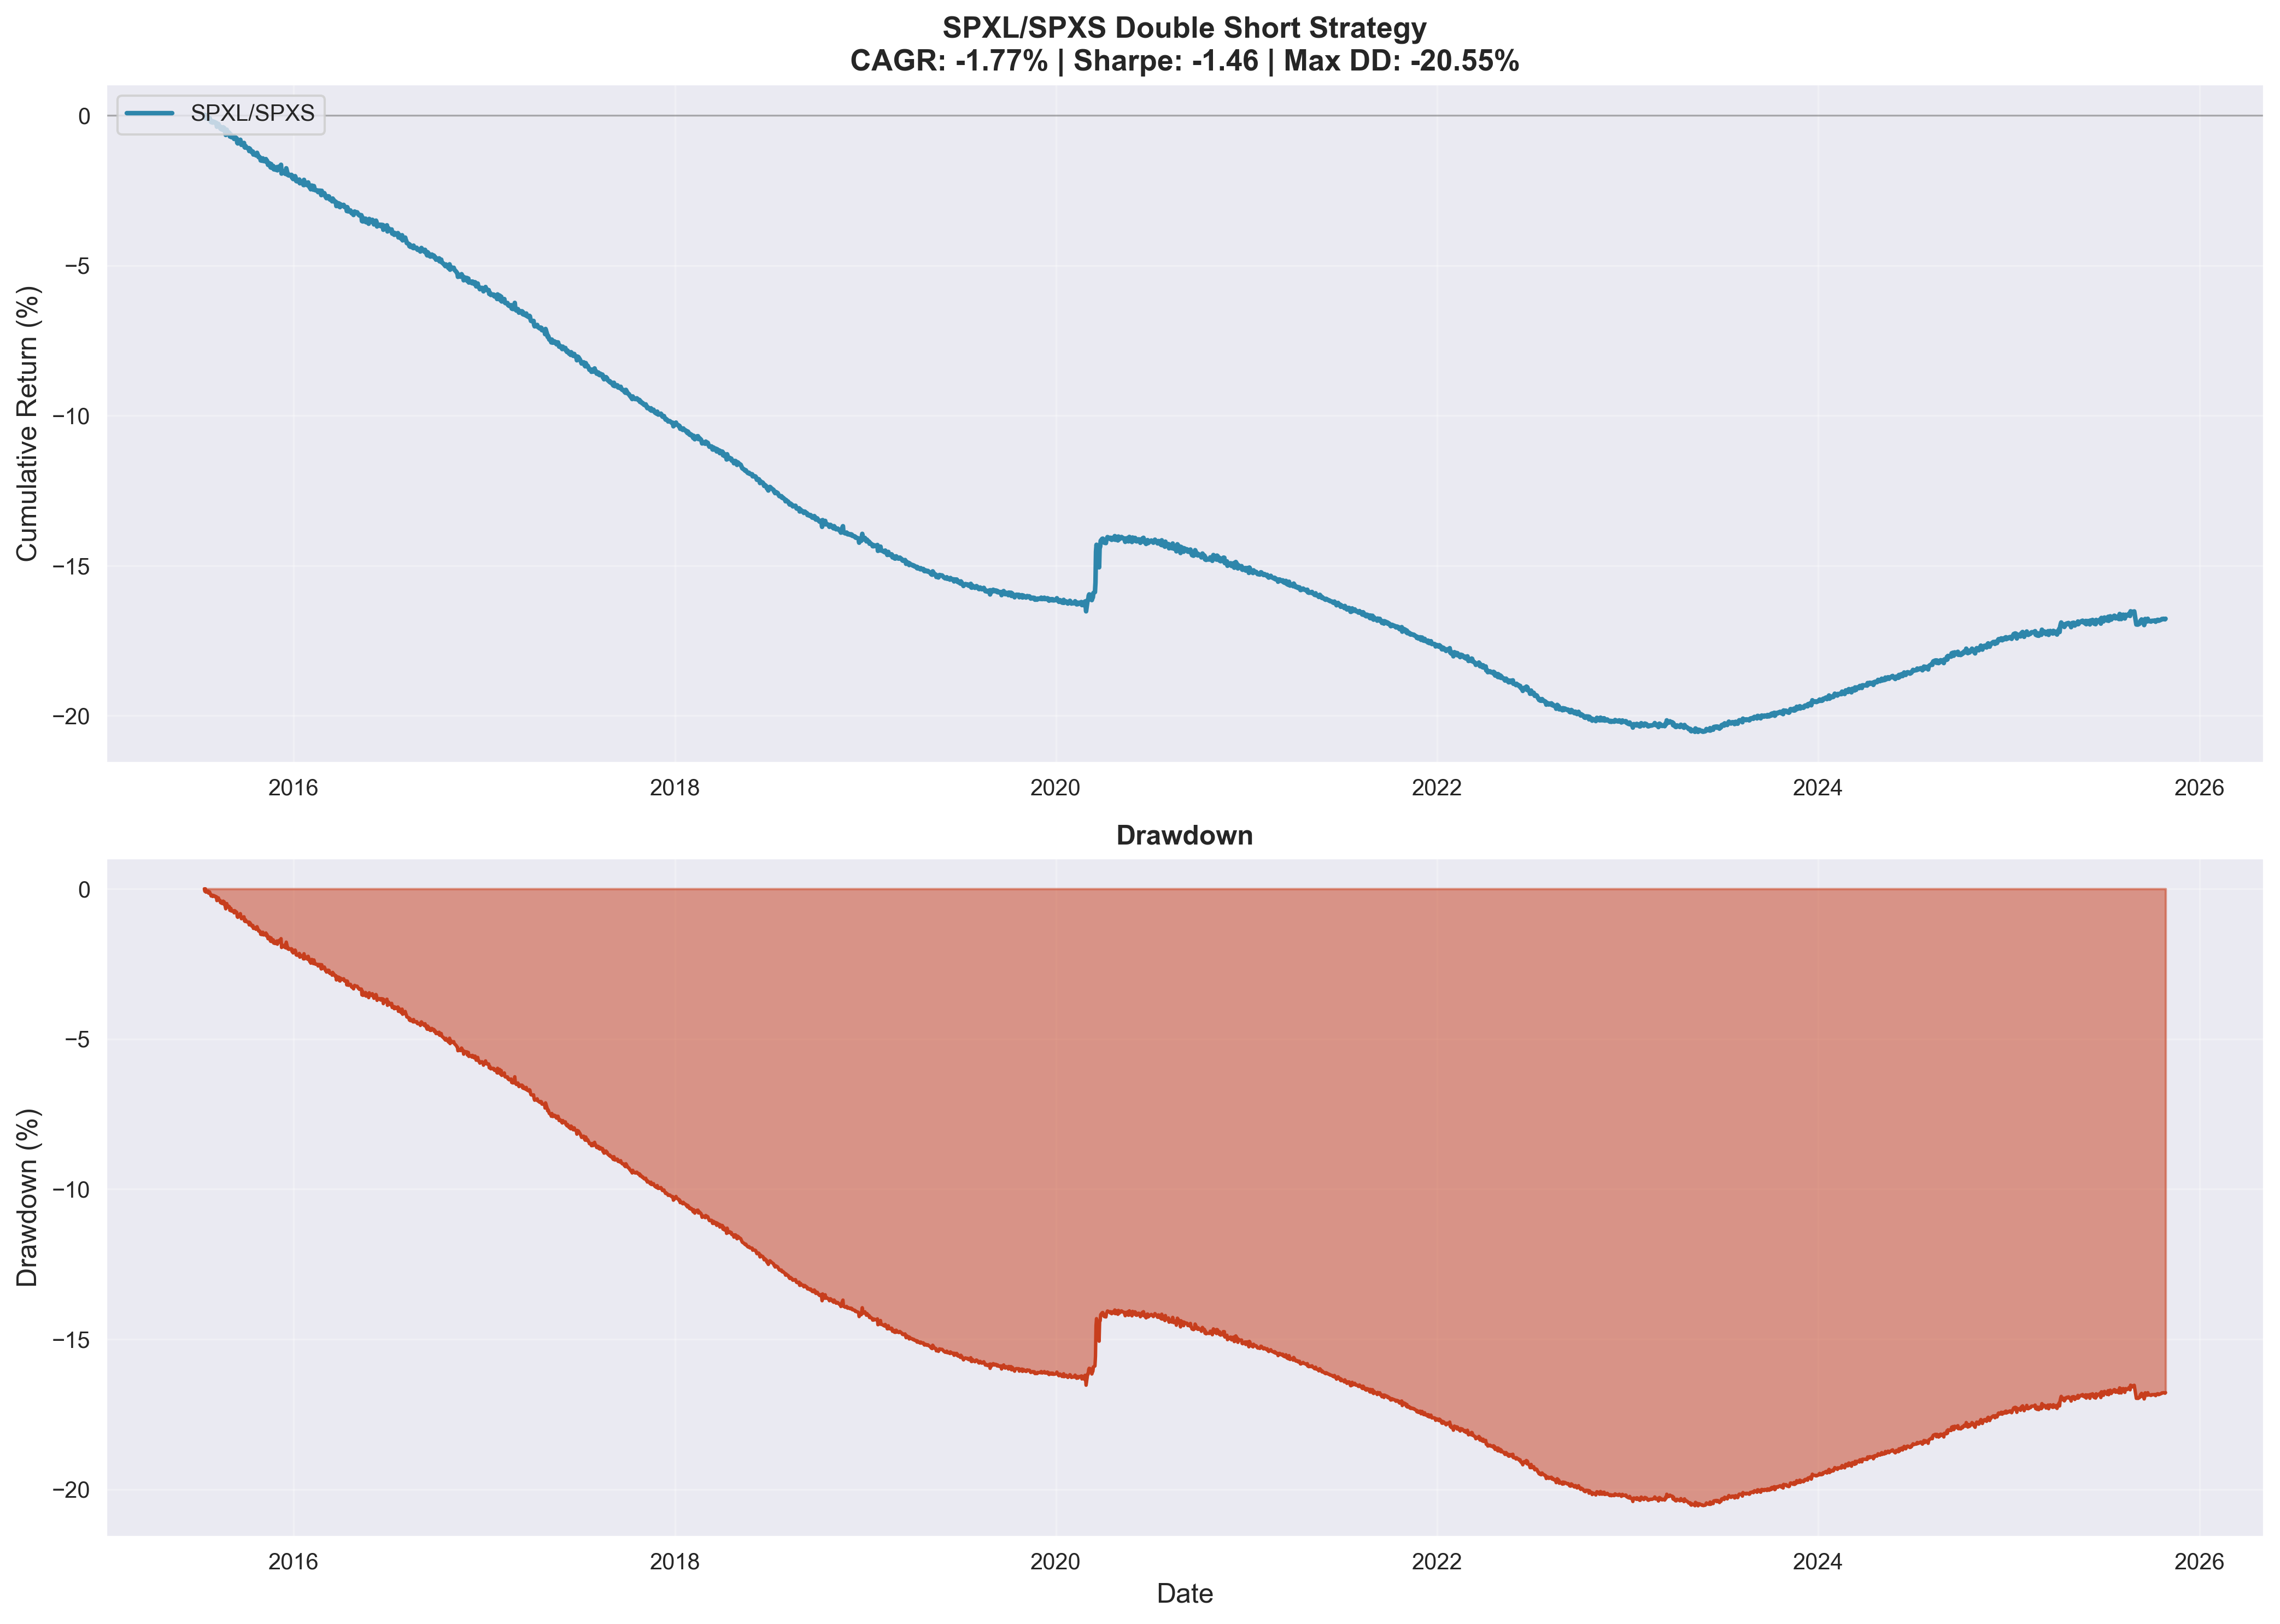 SPXL/SPXS Double Short Strategy
CAGR: -1.77% | Sharpe: -1.46 | Max DD: -20.55%
SPXL/SPXS
Cumulative Return (%)
0
−5
−10
−15
−20
2016 2018 2020 2022 2024 2026
Drawdown
Drawdown (%)
0
−5
−10
−15
−20
2016 2018 2020 2022 2024 2026
Date